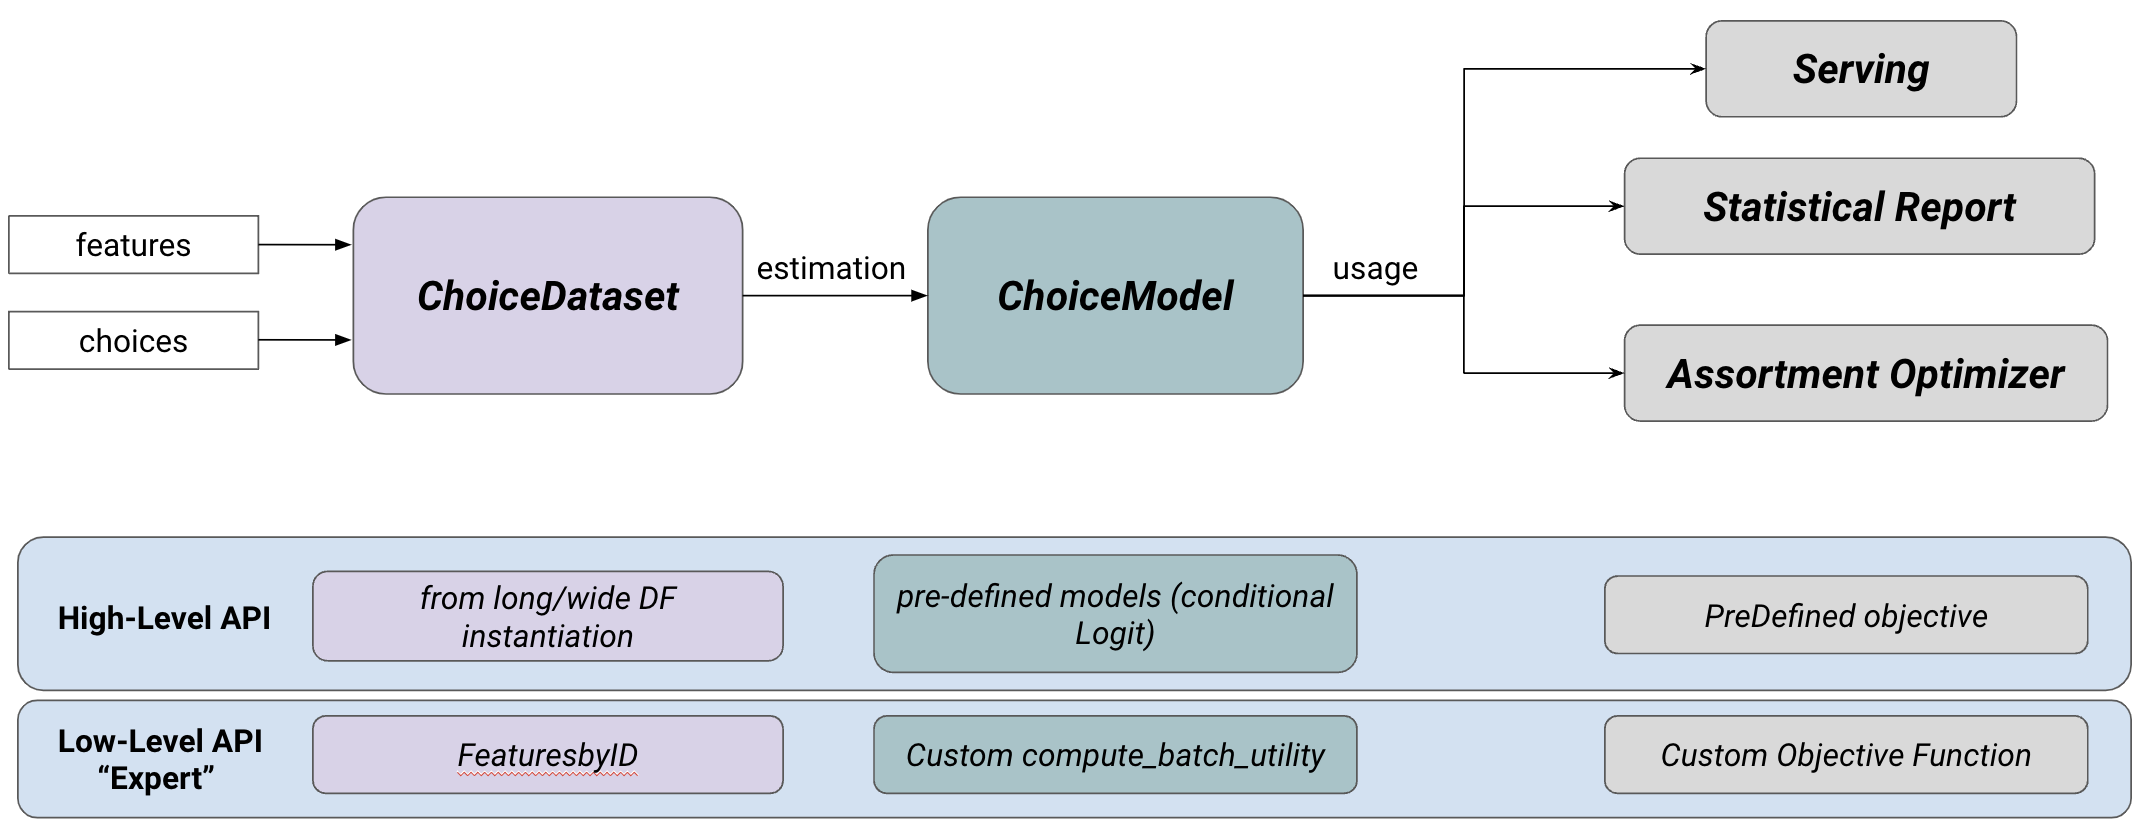 Serving
Statistical Report
features
choices
ChoiceDataset
estimation
ChoiceModel
usage
Assortment Optimizer
High-Level API
from long/wide DF
instantiation
pre-defined models (conditional
Logit)
PreDefined objective
Low-Level API
“Expert”
FeaturesbyID
Custom compute_batch_utility
Custom Objective Function